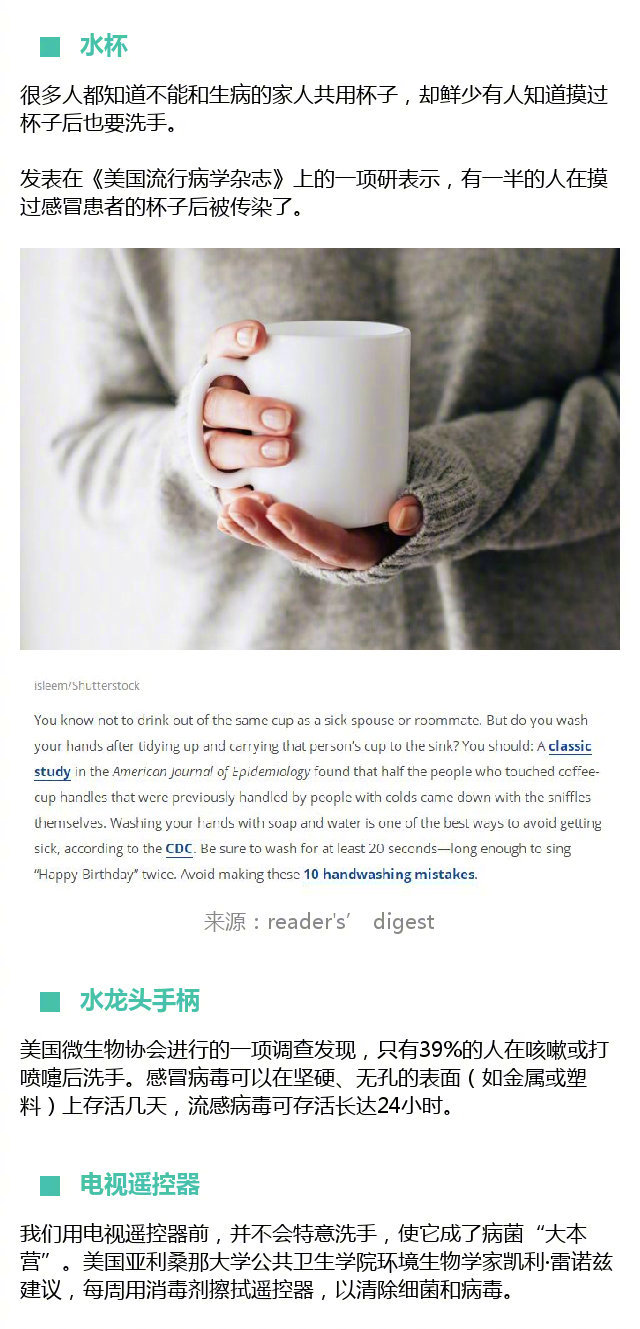 水杯
很多人都知道不能和生病的家人共用杯子，却鲜少有人知道摸过
杯子后也要洗手。
发表在《美国流行病学杂志》上的一项研表示，有一半的人在摸
过感冒患者的杯子后被传染了。
isleem/Shutterstock
You know not to drink out of the same cup as a sick spouse or roommate. But do you wash
your hands after tidying up and carrying that person's cup to the sink? You should: A classic
study in the American Journal of Epidemiology found that half the people who touched coffee-
cup handles that were previously handled by people with colds came down with the sniffles
themselves. Washing your hands with soap and water is one of the best ways to avoid getting
sick, according to the CDC. Be sure to wash for at least 20 seconds—long enough to sing
“Happy Birthday” twice. Avoid making these 10 handwashing mistakes.
来源：reader's’ digest
水龙头手柄
美国微生物协会进行的一项调查发现，只有39%的人在咳嗽或打
喷嚏后洗手。感冒病毒可以在坚硬、无孔的表面（如金属或塑
料）上存活几天，流感病毒可存活长达24小时。
电视遥控器
我们用电视遥控器前，并不会特意洗手，使它成了病菌“大本
营”。美国亚利桑那大学公共卫生学院环境生物学家凯利·雷诺兹
建议，每周用消毒剂擦拭遥控器，以清除细菌和病毒。